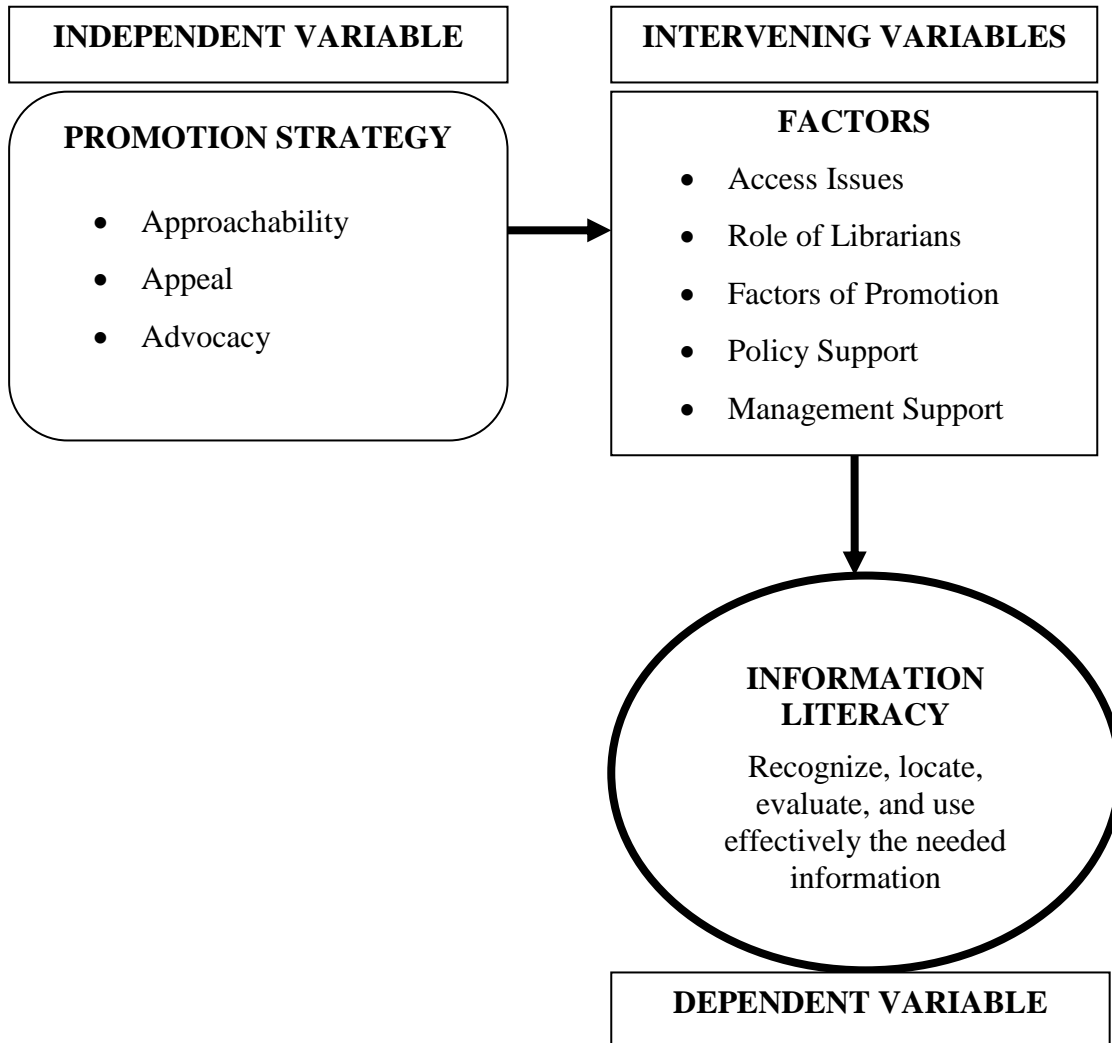 INDEPENDENT VARIABLE
PROMOTION STRATEGY
• Approachability
• Appeal
• Advocacy
INTERVENING VARIABLES
FACTORS
• Access Issues
• Role of Librarians
• Factors of Promotion
• Policy Support
• Management Support
INFORMATION
LITERACY
Recognize, locate,
evaluate, and use
effectively the needed
information
DEPENDENT VARIABLE